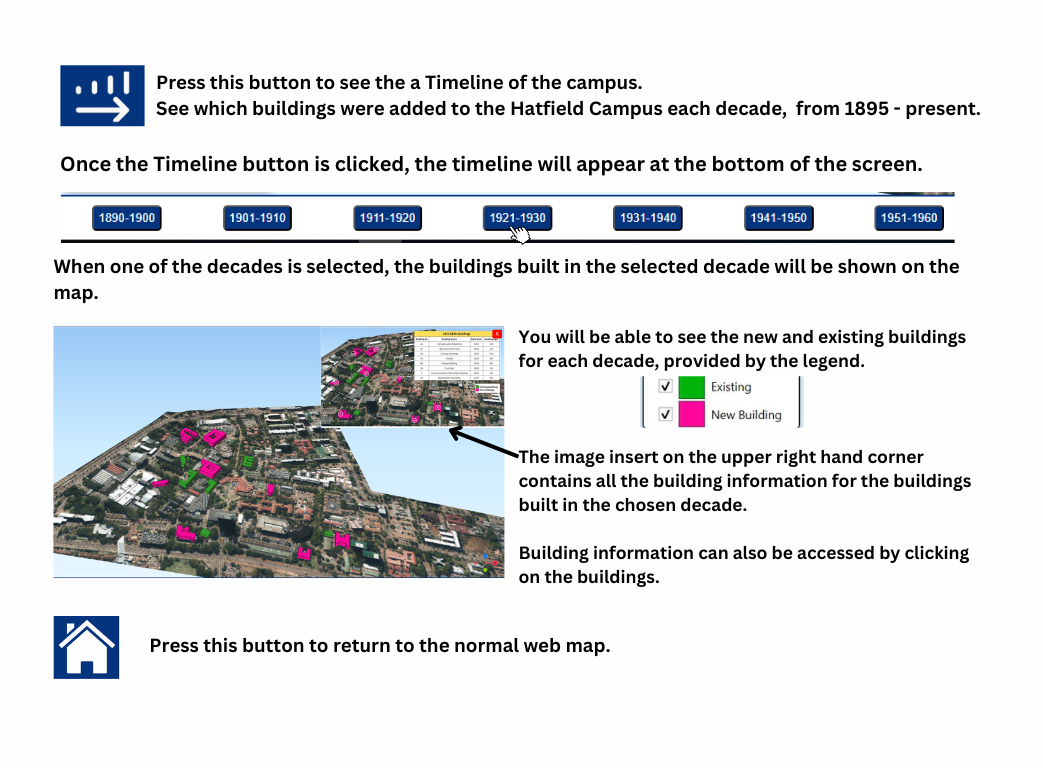 Press this button to see the a Timeline of the campus.
See which buildings were added to the Hatfield Campus each decade,  from 1895 - present.
Once the Timeline button is clicked, the timeline will appear at the bottom of the screen.
1890-1900 1901-1910 1911-1920 1921-1930 1931-1940 1941-1950 1951-1960
When one of the decades is selected, the buildings built in the selected decade will be shown on the
map.
You will be able to see the new and existing buildings
for each decade, provided by the legend.
Existing
New Building
The image insert on the upper right hand corner
contains all the building information for the buildings
built in the chosen decade.
Building information can also be accessed by clicking
on the buildings.
Press this button to return to the normal web map.